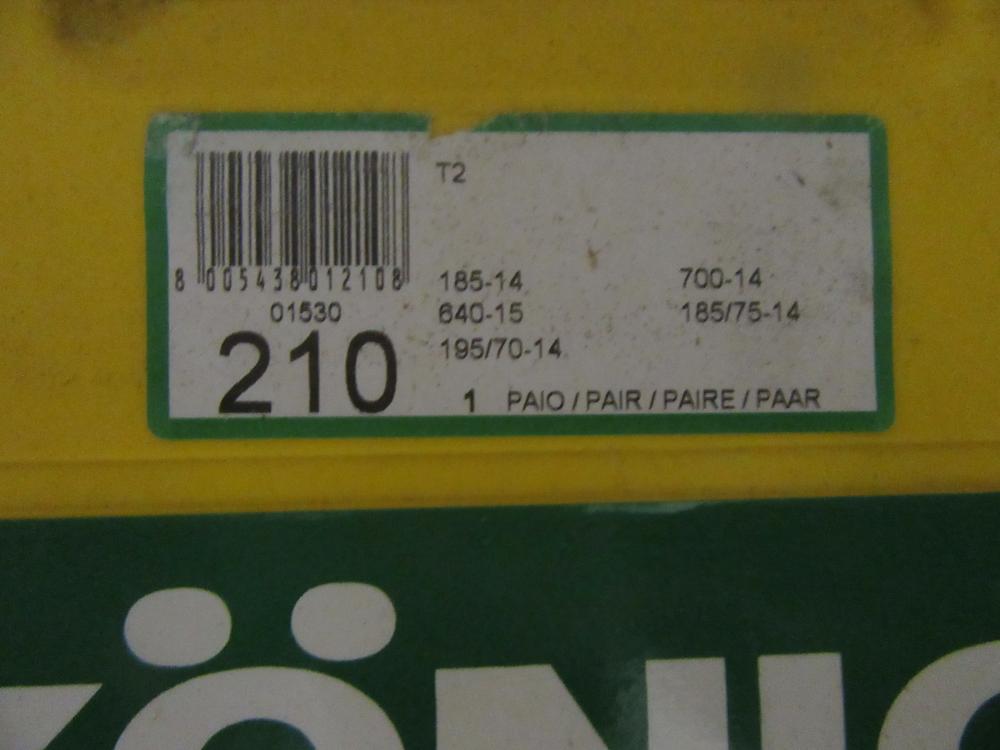 T2
8 005438 012108
01530
210
185-14 700-14
640-15 185/75-14
195/70-14
1 PAIO / PAIR / PAIRE / PAAR
KÖNIG